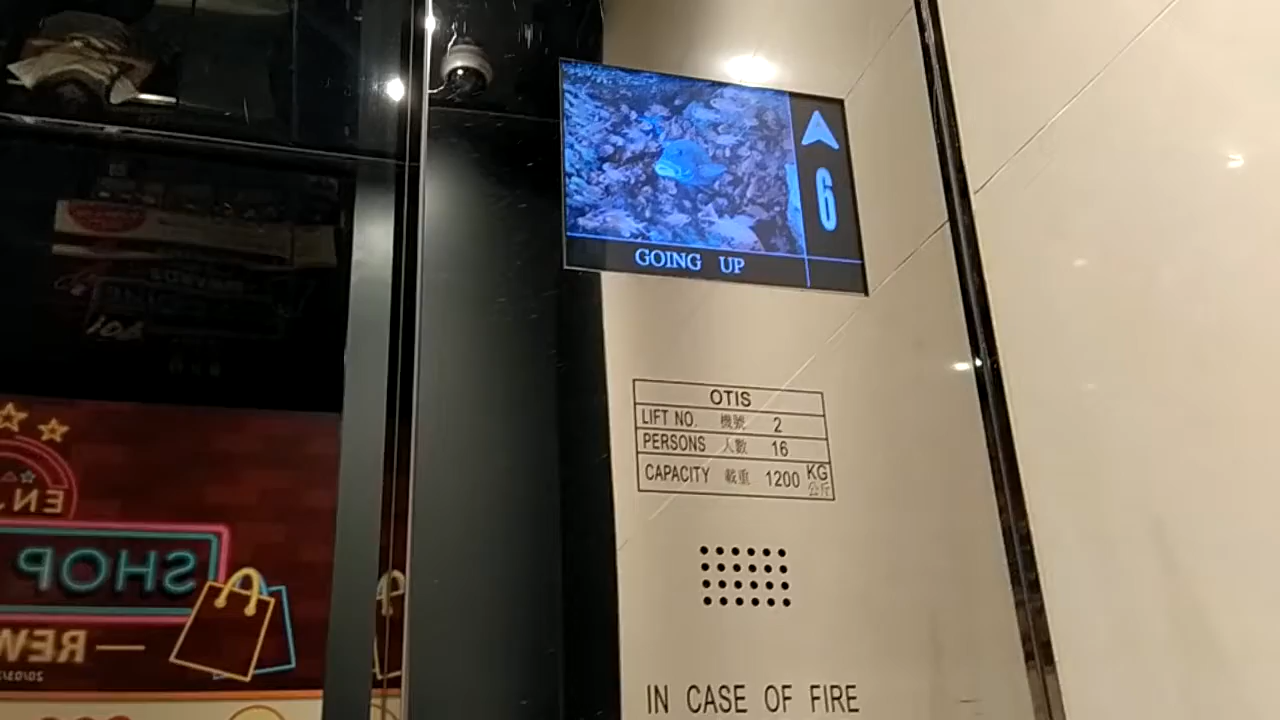 6
GOING UP
OTIS
LIFT NO. 機號 2
PERSONS 人數 16
CAPACITY 載重 1200 KG 公斤
IN CASE OF FIRE
SHOP